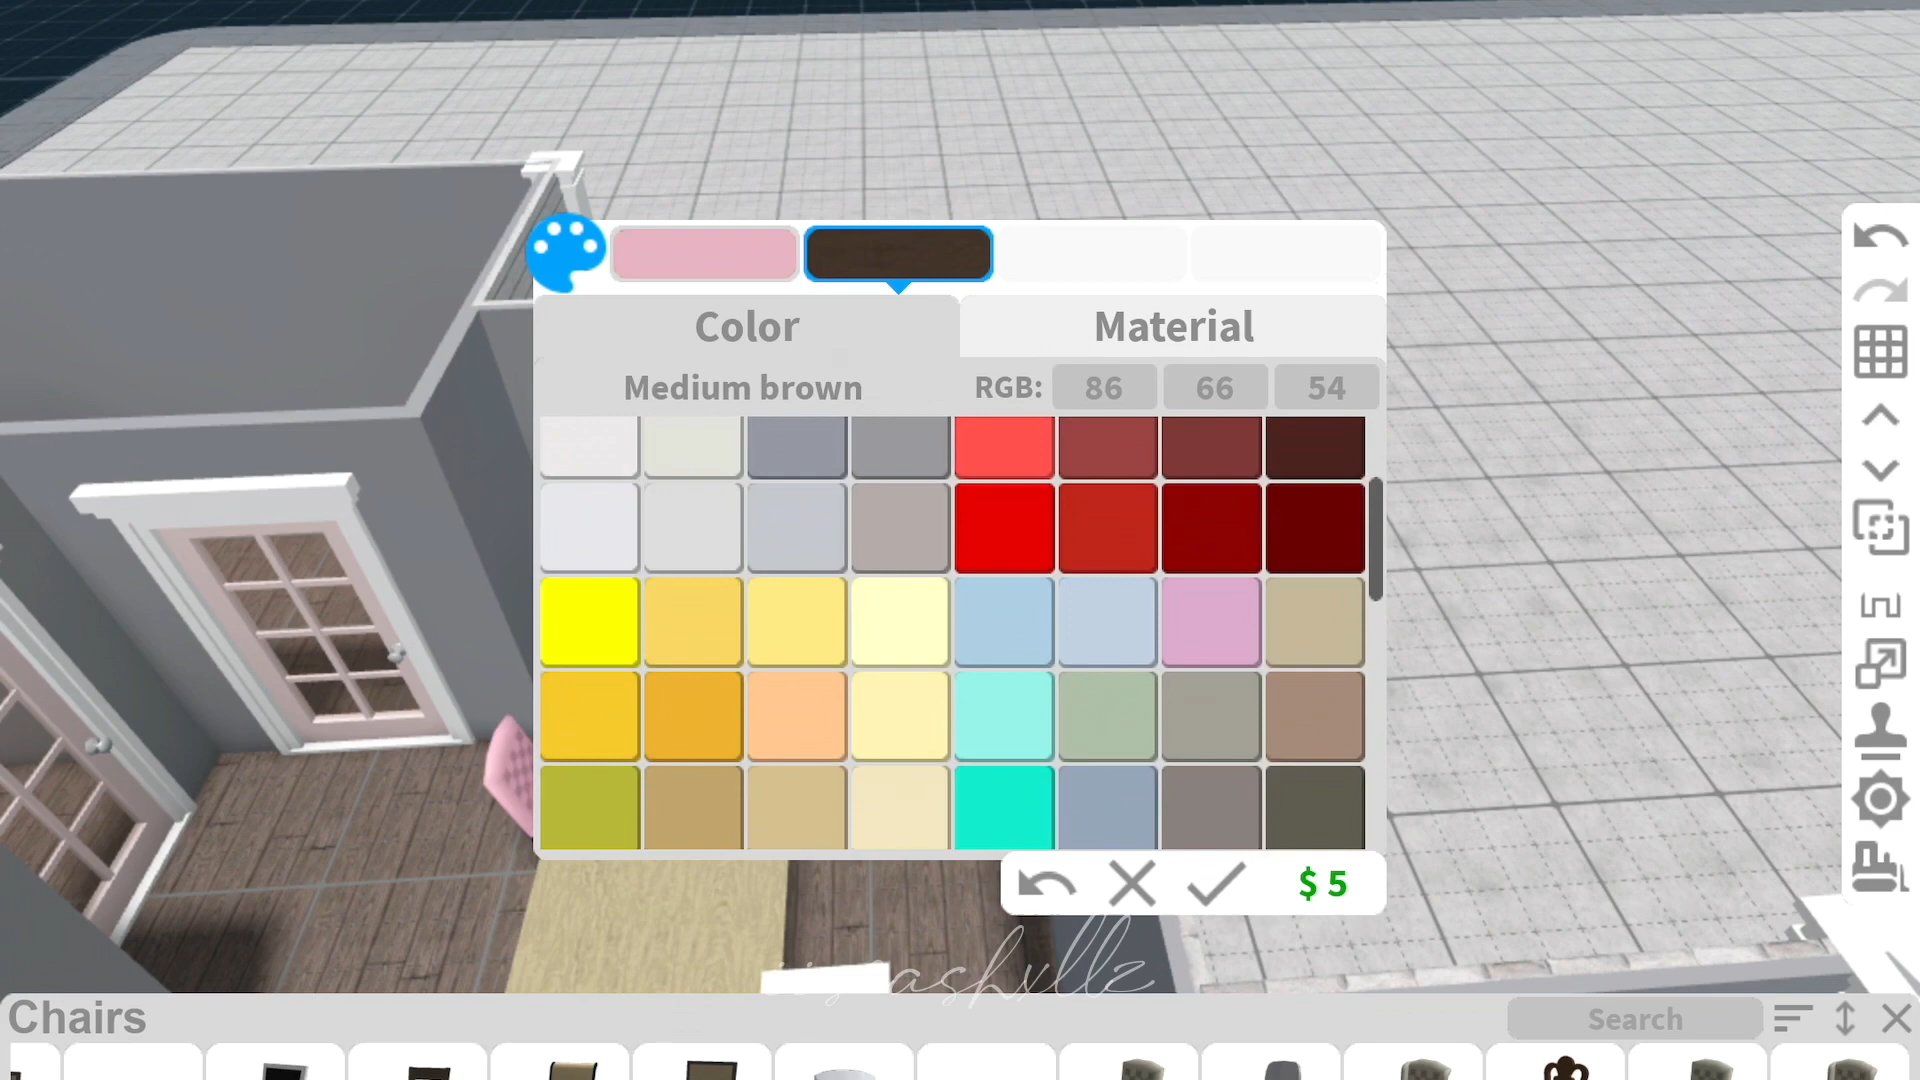 Color
Material
Medium brown
RGB: 86 66 54
$ 5
Chairs
Search